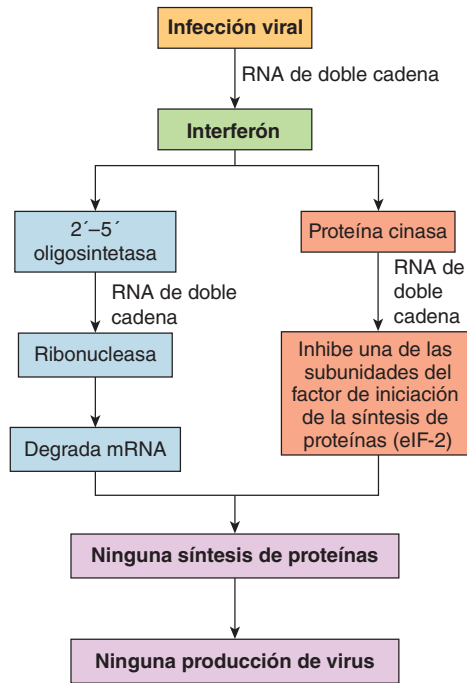 Infección viral
RNA de doble cadena
Interferón
2´–5´
oligosintetasa
RNA de doble
cadena
Ribonucleasa
Degrada mRNA
Proteína cinasa
RNA de
doble
cadena
Inhibe una de las
subunidades del
factor de iniciación
de la síntesis de
proteínas (eIF-2)
Ninguna síntesis de proteínas
Ninguna producción de virus